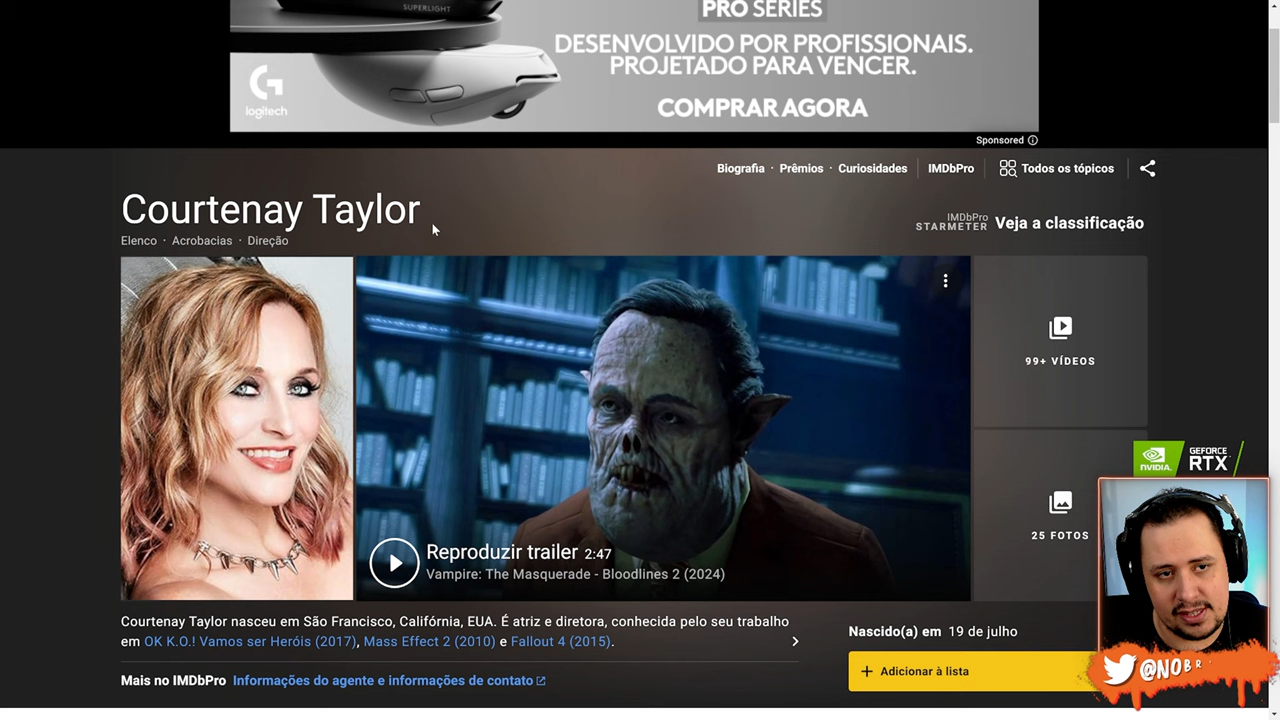 SUPERLIGHT
PRO SERIES
DESENVOLVIDO POR PROFISSIONAIS.
PROJETADO PARA VENCER.
COMPRAR AGORA
logitech
Sponsored
Biografia · Prêmios · Curiosidades
IMDbPro
Todos os tópicos
Courtenay Taylor
Elenco · Acrobacias · Direção
IMDbPro
STARMETER
Veja a classificação
99+ VÍDEOS
25 FOTOS
Reproduzir trailer 2:47
Vampire: The Masquerade - Bloodlines 2 (2024)
NVIDIA.
GEFORCE
RTX
Courtenay Taylor nasceu em São Francisco, Califórnia, EUA. É atriz e diretora, conhecida pelo seu trabalho
em OK K.O.! Vamos ser Heróis (2017), Mass Effect 2 (2010) e Fallout 4 (2015).
Nascido(a) em 19 de julho
+ Adicionar à lista
Mais no IMDbPro Informações do agente e informações de contato
@NOBR